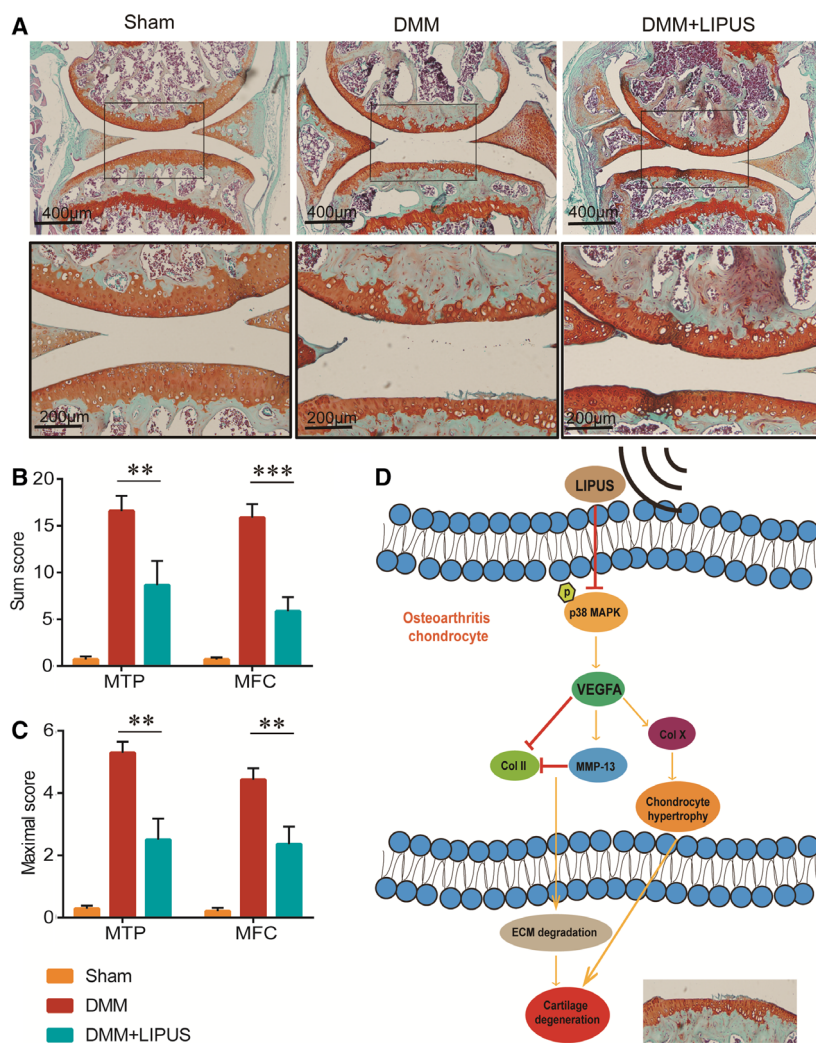 A
Sham
DMM
DMM+LIPUS
400µm
400µm
400µm
200µm
200µm
200µm
B
Sum score
20
15
10
5
0
**
***
MTP
MFC
C
Maximal score
6
4
2
0
**
**
MTP
MFC
Sham
DMM
DMM+LIPUS
D
LIPUS
p
p38 MAPK
Osteoarthritis
chondrocyte
VEGFA
Col X
Col II
MMP-13
Chondrocyte
hypertrophy
ECM degradation
Cartilage
degeneration